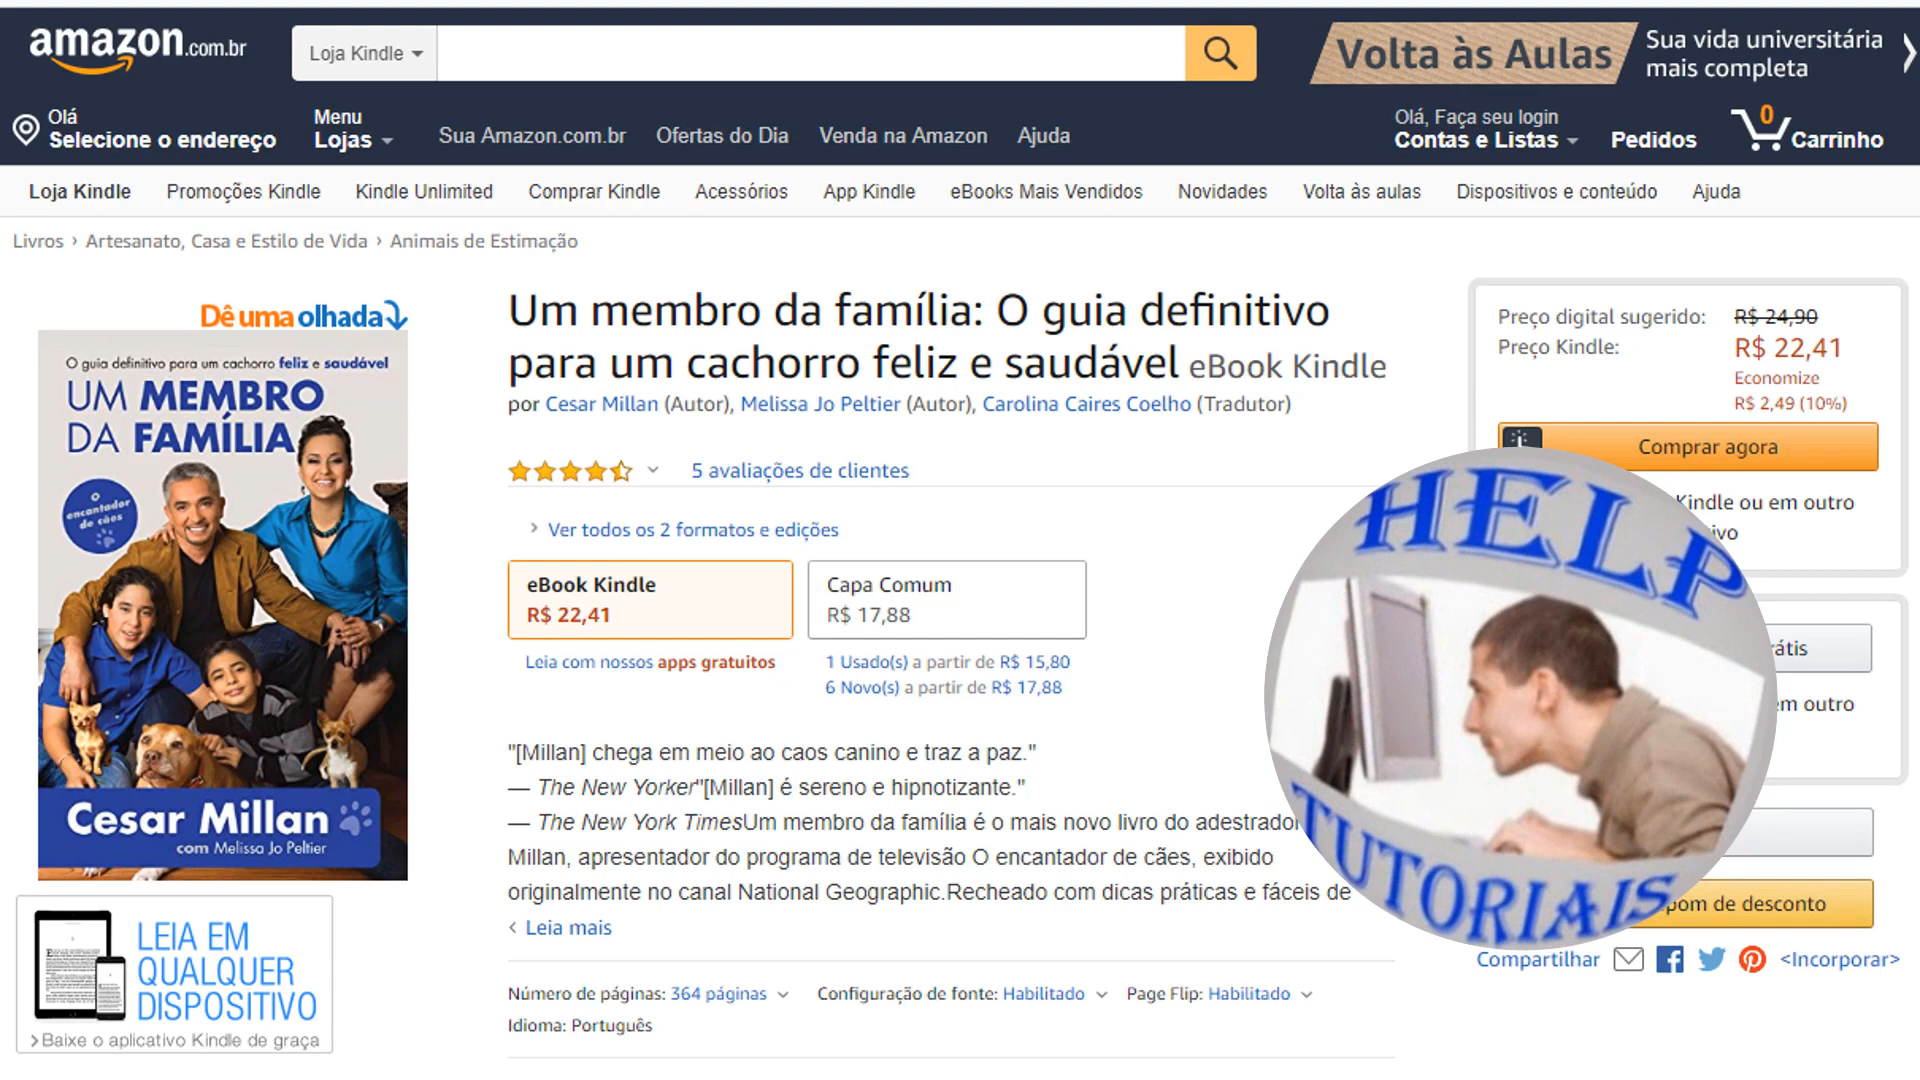 amazon.com.br
Loja Kindle
Volta às Aulas
Sua vida universitária
mais completa
Olá
Selecione o endereço
Menu
Lojas
Sua Amazon.com.br
Ofertas do Dia
Venda na Amazon
Ajuda
Olá, Faça seu login
Contas e Listas
Pedidos
0
Carrinho
Loja Kindle
Promoções Kindle
Kindle Unlimited
Comprar Kindle
Acessórios
App Kindle
eBooks Mais Vendidos
Novidades
Volta às aulas
Dispositivos e conteúdo
Ajuda
Livros › Artesanato, Casa e Estilo de Vida › Animais de Estimação
Dê uma olhada
O guia definitivo para um cachorro feliz e saudável
UM MEMBRO
DA FAMÍLIA
o
encantador
de cães
Cesar Millan
com Melissa Jo Peltier
LEIA EM
QUALQUER
DISPOSITIVO
Baixe o aplicativo Kindle de graça
Um membro da família: O guia definitivo
para um cachorro feliz e saudável eBook Kindle
por Cesar Millan (Autor), Melissa Jo Peltier (Autor), Carolina Caires Coelho (Tradutor)
5 avaliações de clientes
Ver todos os 2 formatos e edições
eBook Kindle
R$ 22,41
Capa Comum
R$ 17,88
Leia com nossos apps gratuitos
1 Usado(s) a partir de R$ 15,80
6 Novo(s) a partir de R$ 17,88
"[Millan] chega em meio ao caos canino e traz a paz."
— The New Yorker"[Millan] é sereno e hipnotizante."
— The New York TimesUm membro da família é o mais novo livro do adestrador
Millan, apresentador do programa de televisão O encantador de cães, exibido
originalmente no canal National Geographic.Recheado com dicas práticas e fáceis de
Leia mais
Número de páginas: 364 páginas
Configuração de fonte: Habilitado
Page Flip: Habilitado
Idioma: Português
Preço digital sugerido: R$ 24,90
Preço Kindle: R$ 22,41
Economize
R$ 2,49 (10%)
Comprar agora
Kindle ou em outro
HELP
TUTORIAIS
em outro
de desconto
Compartilhar
<Incorporar>